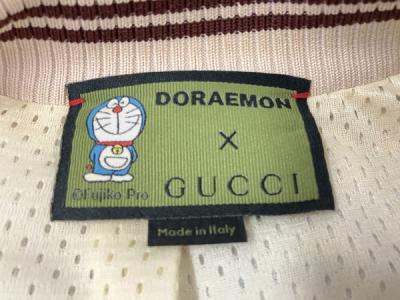 DORAEMON
X
GUCCI
©Fujiko Pro
Made in Italy